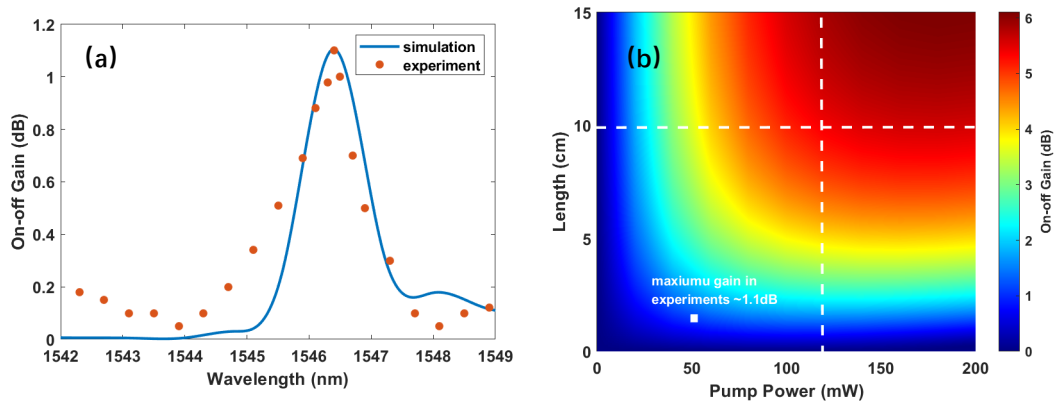 (a)
simulation
experiment
On-off Gain (dB)
1.2
1
0.8
0.6
0.4
0.2
0
1542
1543
1544
1545
1546
1547
1548
1549
Wavelength (nm)
(b)
Length (cm)
15
10
5
0
maxiumu gain in
experiments ~1.1dB
0
50
100
150
200
Pump Power (mW)
6
5
4
3
2
1
0
On-off Gain (dB)